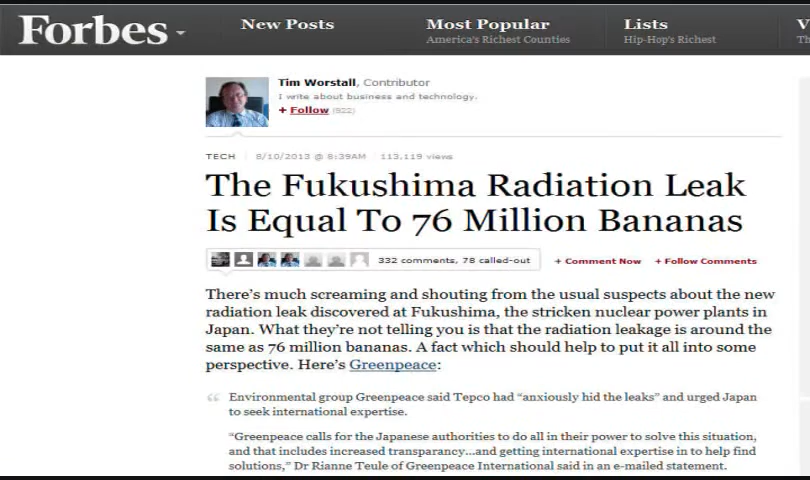 Forbes
New Posts
Most Popular
America's Richest Counties
Lists
Hip-Hop's Richest
V
Th
Tim Worstall, Contributor
I write about business and technology.
+ Follow (922)
TECH 8/10/2013 @ 8:39AM 113,119 views
The Fukushima Radiation Leak
Is Equal To 76 Million Bananas
332 comments, 78 called-out
+ Comment Now + Follow Comments
There's much screaming and shouting from the usual suspects about the new
radiation leak discovered at Fukushima, the stricken nuclear power plants in
Japan. What they're not telling you is that the radiation leakage is around the
same as 76 million bananas. A fact which should help to put it all into some
perspective. Here's Greenpeace:
“ Environmental group Greenpeace said Tepco had “anxiously hid the leaks” and urged Japan
to seek international expertise.
“Greenpeace calls for the Japanese authorities to do all in their power to solve this situation,
and that includes increased transparency...and getting international expertise in to help find
solutions,” Dr Rianne Teule of Greenpeace International said in an e-mailed statement.